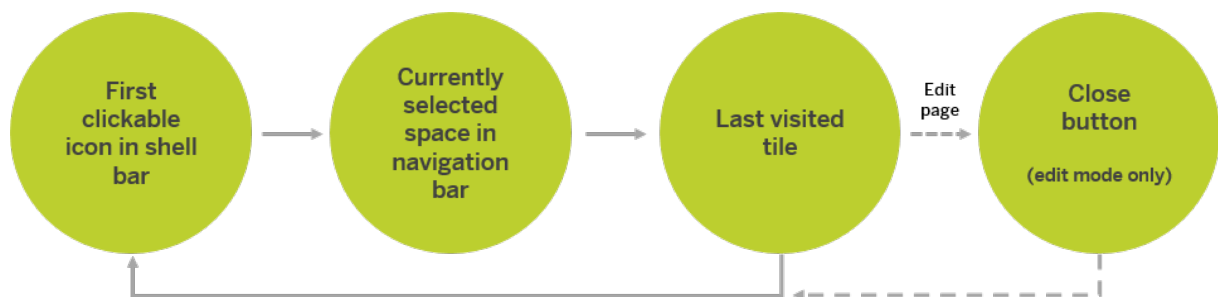 First
clickable
icon in shell
bar
Currently
selected
space in
navigation
bar
Last visited
tile
Edit
page
Close
button
(edit mode only)